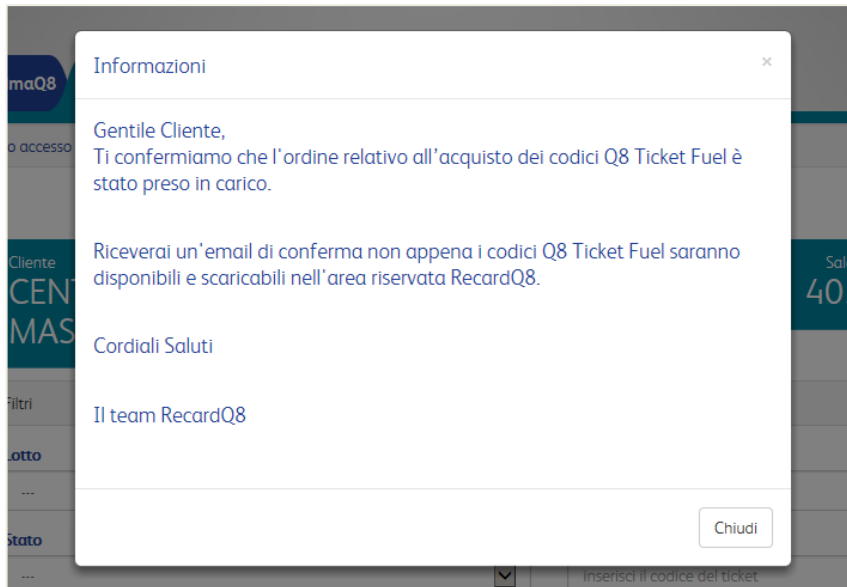 Informazioni
×
maQ8
o accesso
Gentile Cliente,
Ti confermiamo che l'ordine relativo all'acquisto dei codici Q8 Ticket Fuel è
stato preso in carico.
Riceverai un'email di conferma non appena i codici Q8 Ticket Fuel saranno
disponibili e scaricabili nell'area riservata RecardQ8.
Cliente
CEN
MAS
Sal
40
Cordiali Saluti
Il team RecardQ8
Filtri
Lotto
---
Stato
---
Chiudi
inserisci il codice del ticket